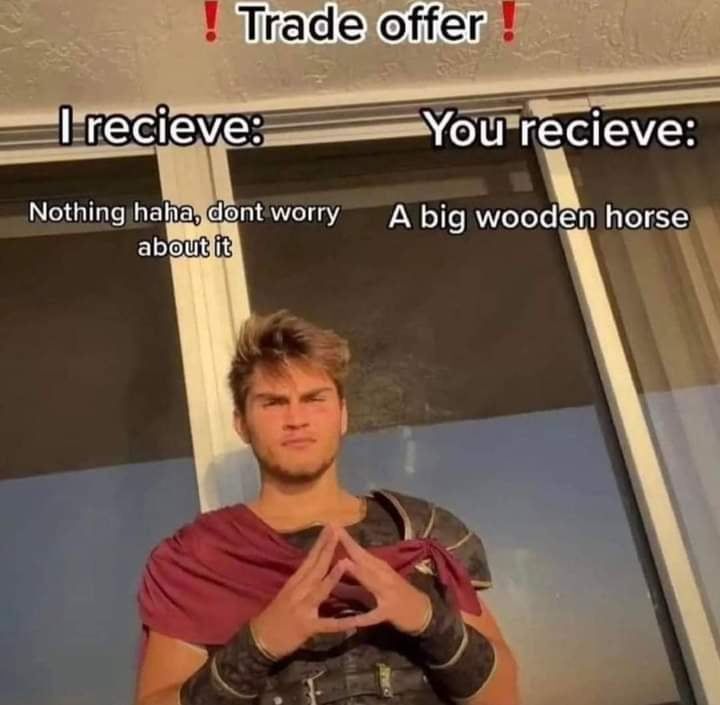 ❗Trade offer❗
I recieve:
You recieve:
Nothing haha, dont worry
about it
A big wooden horse